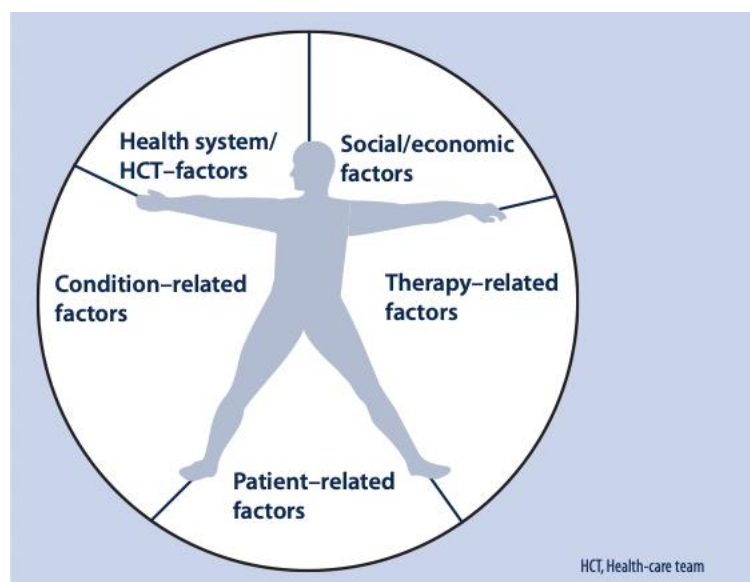 Health system/
HCT–factors
Social/economic
factors
Condition–related
factors
Therapy–related
factors
Patient–related
factors
HCT, Health-care team